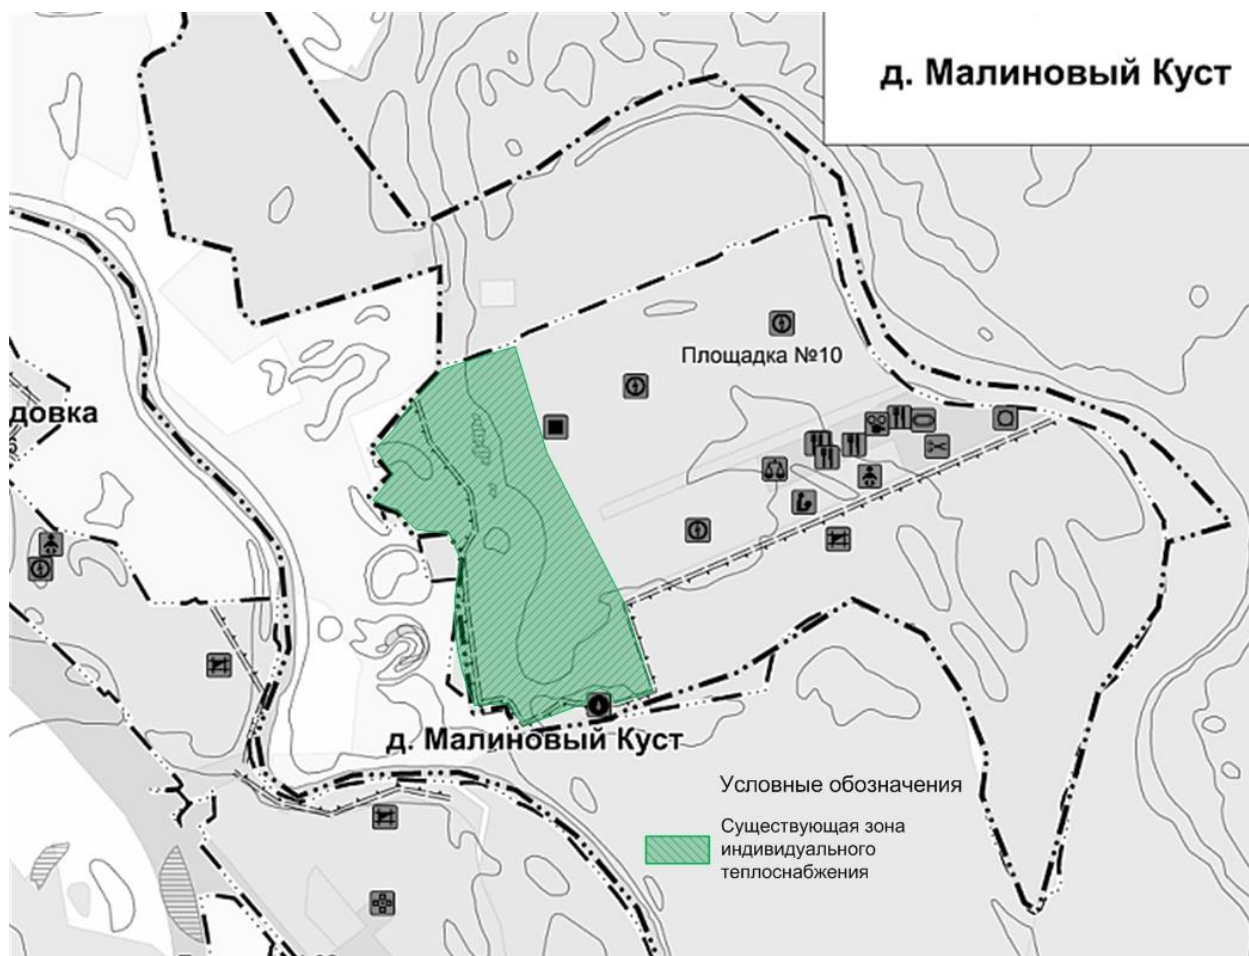 д. Малиновый Куст
Площадка №10
довка
д. Малиновый Куст
Условные обозначения
Существующая зона
индивидуального
теплоснабжения